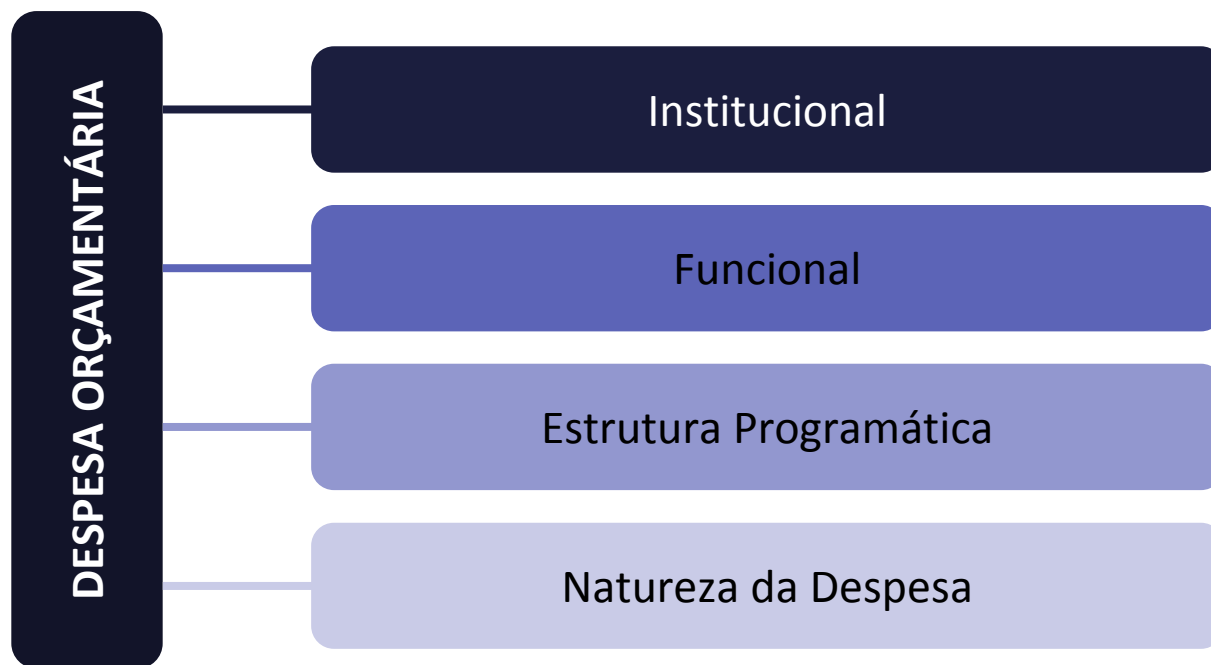 DESPESA ORÇAMENTÁRIA
Institucional
Funcional
Estrutura Programática
Natureza da Despesa